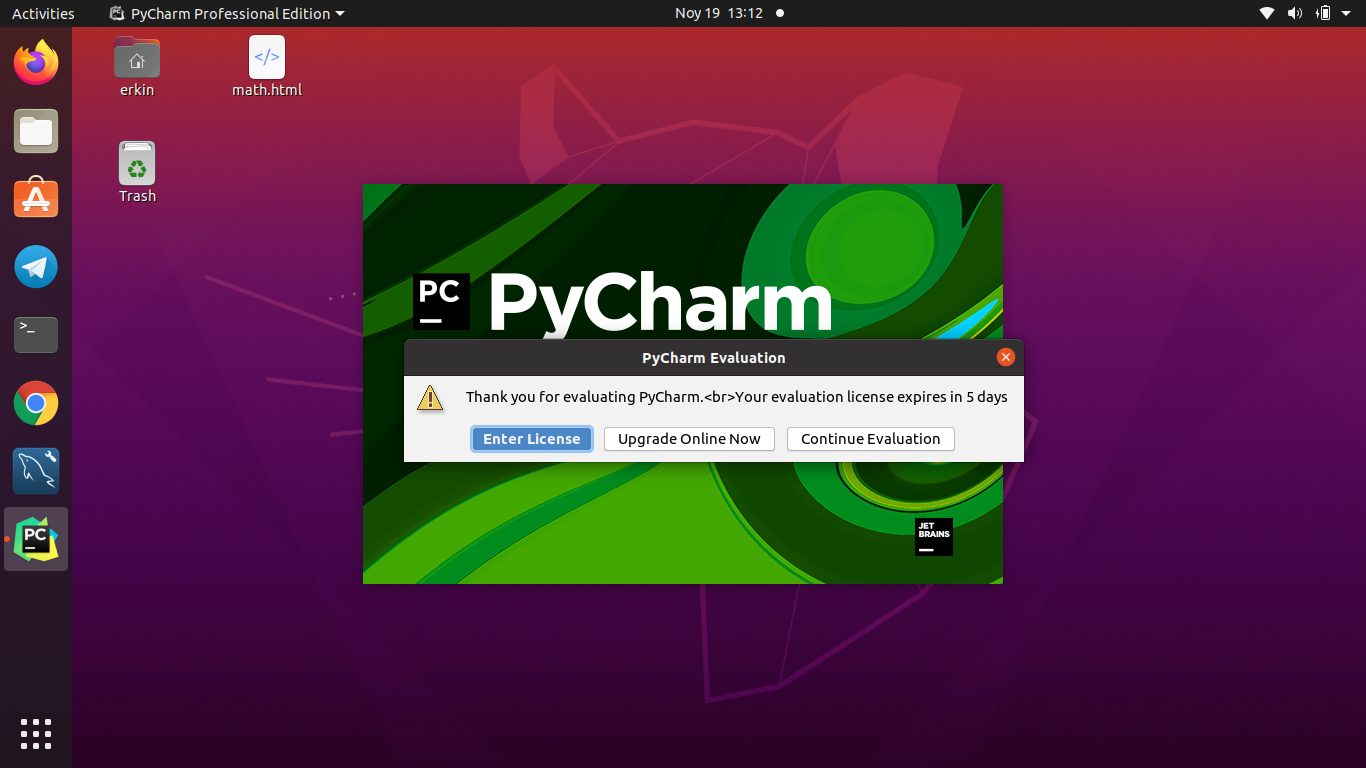 Activities
PyCharm Professional Edition
Noy 19 13:12
erkin
</>
math.html
Trash
>_
PC
PyCharm
PyCharm Evaluation
Thank you for evaluating PyCharm.<br>Your evaluation license expires in 5 days
Enter License
Upgrade Online Now
Continue Evaluation
PC
JET
BRAINS